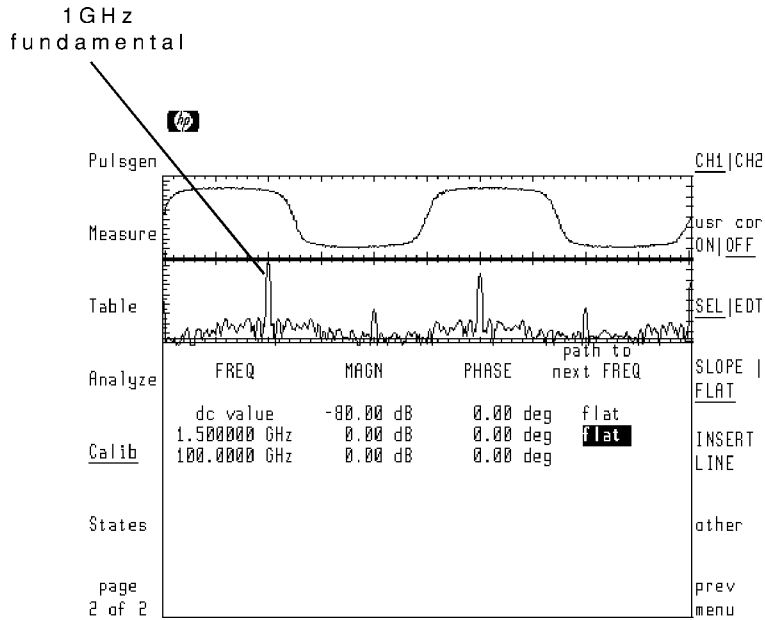 1GHz
fundamental
hp
Pulsgen
CH1|CH2
Measure
usr cor
ON|OFF
Table
SEL|EDT
Analyze
FREQ MAGN PHASE path to
next FREQ
SLOPE |
FLAT
dc value -80.00 dB 0.00 deg flat
1.500000 GHz 0.00 dB 0.00 deg flat
100.0000 GHz 0.00 dB 0.00 deg
Calib
INSERT
LINE
States
other
page
2 of 2
prev
menu